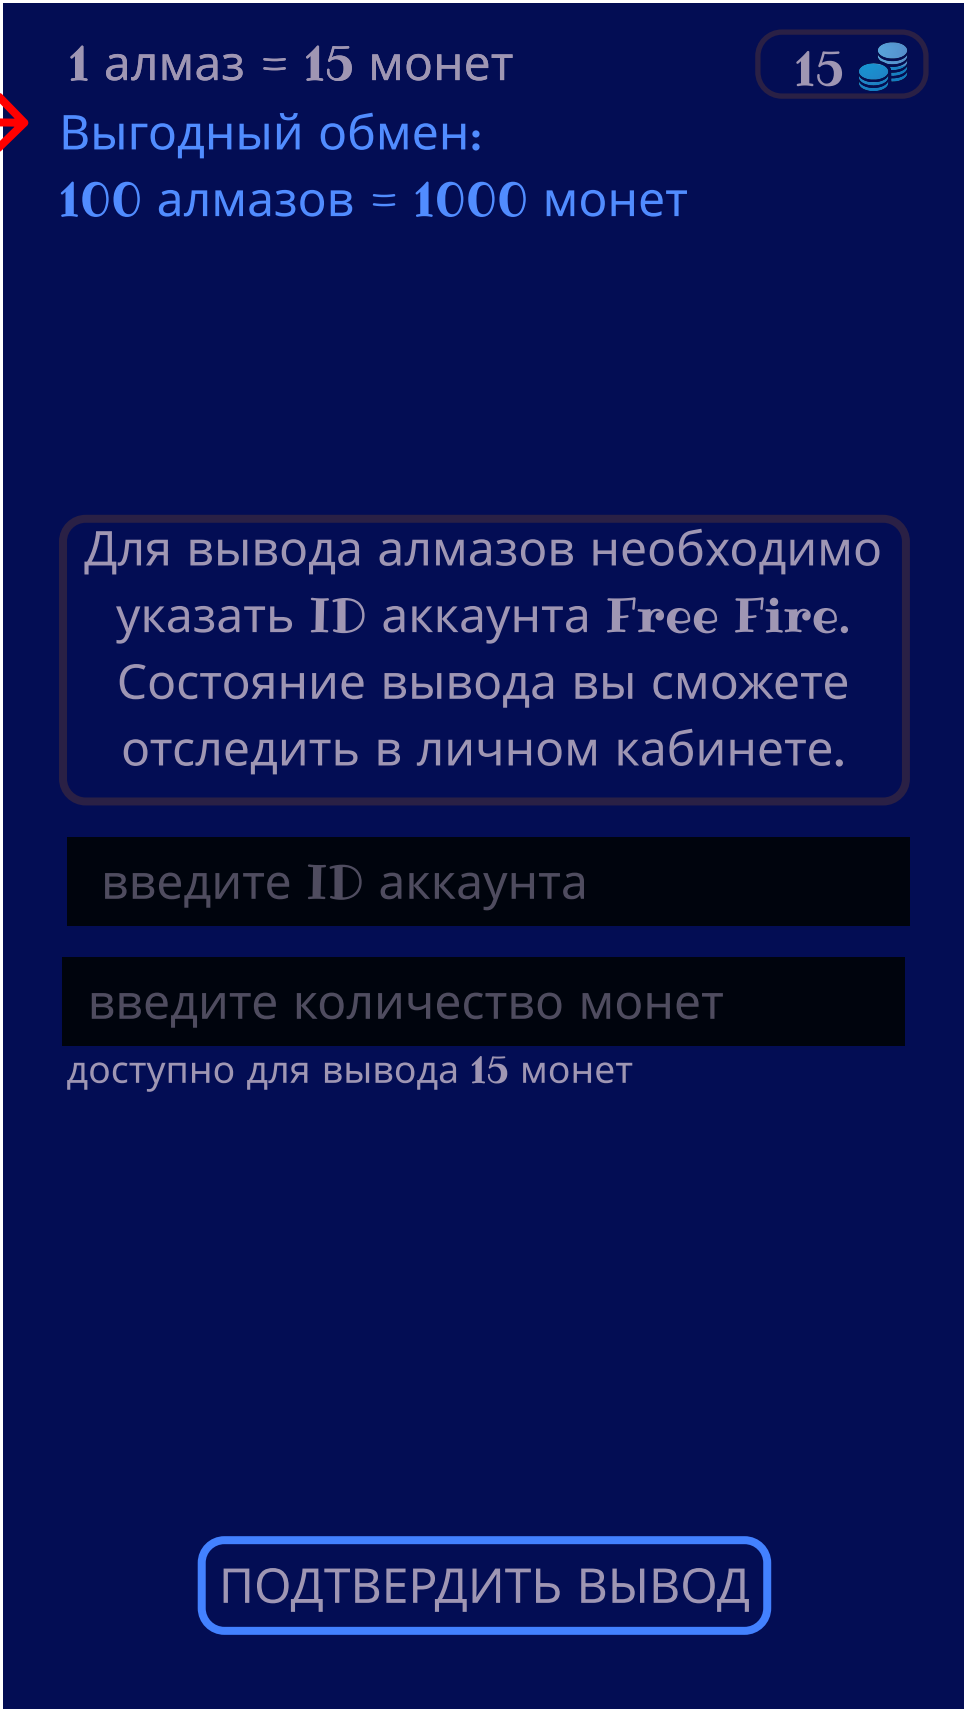 1 алмаз = 15 монет
15
Выгодный обмен:
100 алмазов = 1000 монет
Для вывода алмазов необходимо
указать ID аккаунта Free Fire.
Состояние вывода вы сможете
отследить в личном кабинете.
введите ID аккаунта
введите количество монет
доступно для вывода 15 монет
ПОДТВЕРДИТЬ ВЫВОД